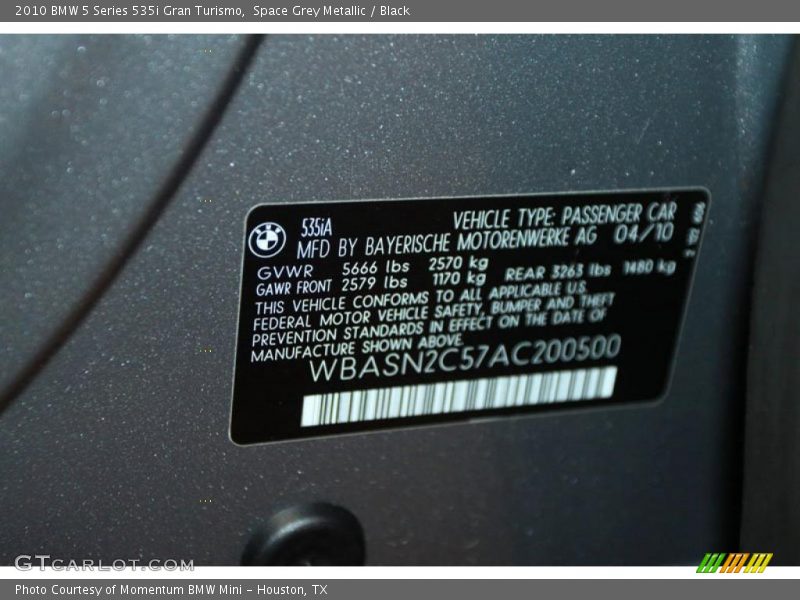 2010 BMW 5 Series 535i Gran Turismo,  Space Grey Metallic / Black
535iA VEHICLE TYPE: PASSENGER CAR
MFD BY BAYERISCHE MOTORENWERKE AG 04/10
GVWR 5666 lbs 2570 kg
GAWR FRONT 2579 lbs 1170 kg REAR 3263 lbs 1480 kg
THIS VEHICLE CONFORMS TO ALL APPLICABLE U.S.
FEDERAL MOTOR VEHICLE SAFETY, BUMPER AND THEFT
PREVENTION STANDARDS IN EFFECT ON THE DATE OF
MANUFACTURE SHOWN ABOVE.
WBASN2C57AC200500
GTcarlot.com
Photo Courtesy of Momentum BMW Mini - Houston, TX